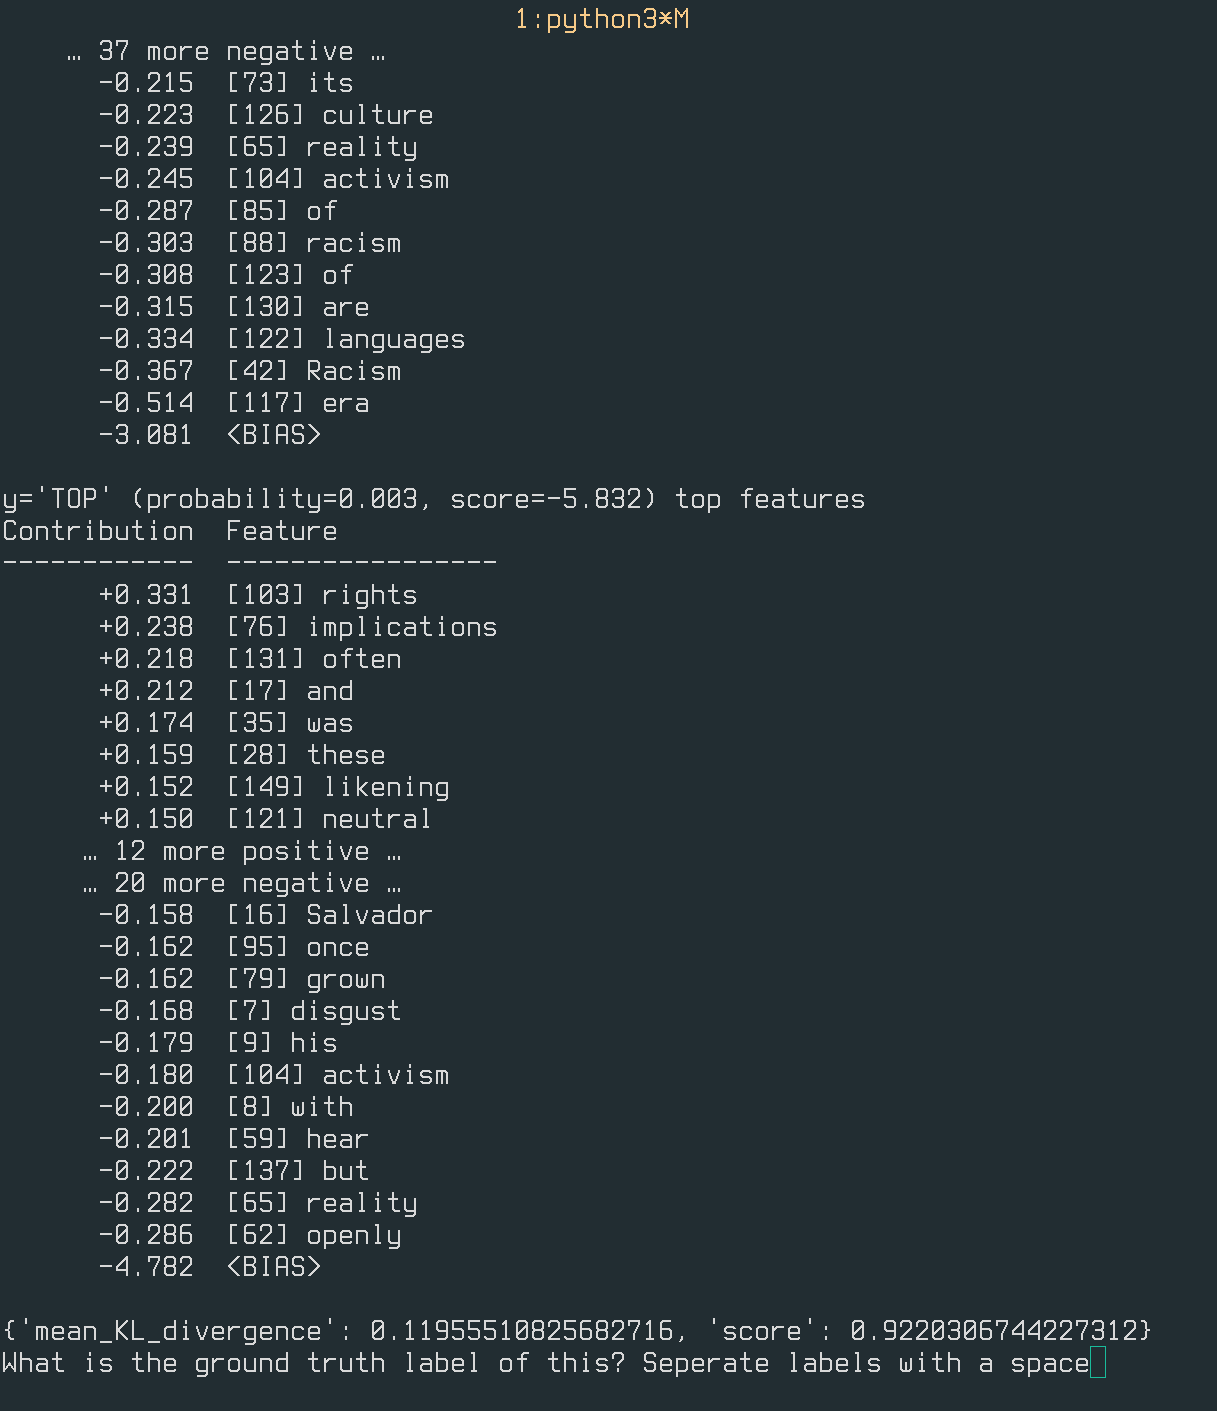 1:python3*M
… 37 more negative …
-0.215 [73] its
-0.223 [126] culture
-0.239 [65] reality
-0.245 [104] activism
-0.287 [85] of
-0.303 [88] racism
-0.308 [123] of
-0.315 [130] are
-0.334 [122] languages
-0.367 [42] Racism
-0.514 [117] era
-3.081 <BIAS>
y='TOP' (probability=0.003, score=-5.832) top features
Contribution Feature
------------ -----------------
+0.331 [103] rights
+0.238 [76] implications
+0.218 [131] often
+0.212 [17] and
+0.174 [35] was
+0.159 [28] these
+0.152 [149] likening
+0.150 [121] neutral
… 12 more positive …
… 20 more negative …
-0.158 [16] Salvador
-0.162 [95] once
-0.162 [79] grown
-0.168 [7] disgust
-0.179 [9] his
-0.180 [104] activism
-0.200 [8] with
-0.201 [59] hear
-0.222 [137] but
-0.282 [65] reality
-0.286 [62] openly
-4.782 <BIAS>
{'mean_KL_divergence': 0.11955510825682716, 'score': 0.9220306744227312}
What is the ground truth label of this? Seperate labels with a space